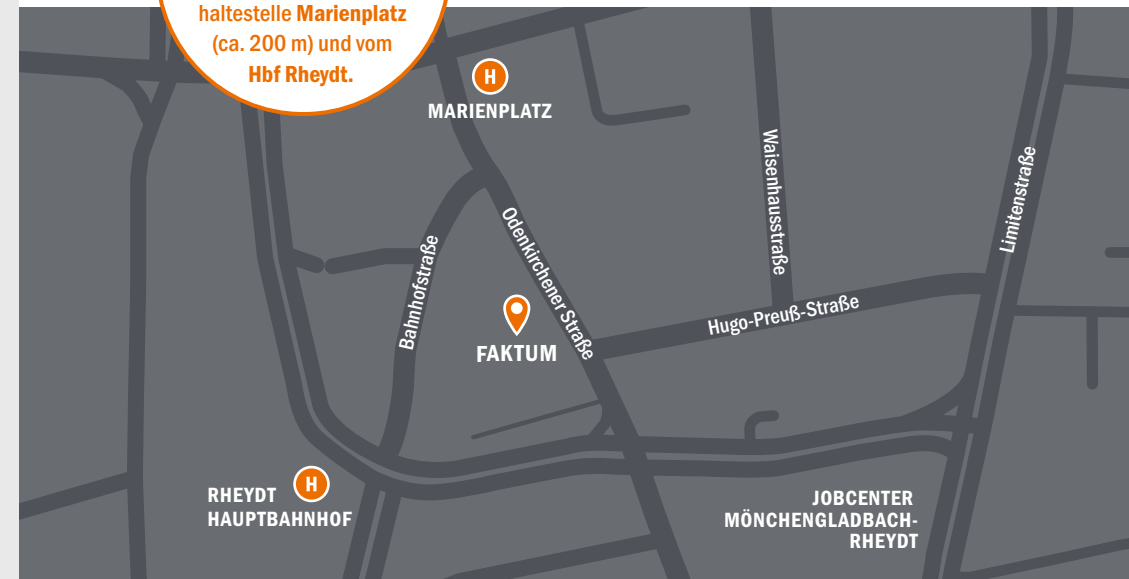 haltestelle Marienplatz
(ca. 200 m) und vom
Hbf Rheydt.
H
MARIENPLATZ
Waisenhausstraße
Limitenstraße
Odenkirchener Straße
Bahnhofstraße
Hugo-Preuß-Straße
FAKTUM
H
RHEYDT
HAUPTBAHNHOF
JOBCENTER
MÖNCHENGLADBACH-
RHEYDT